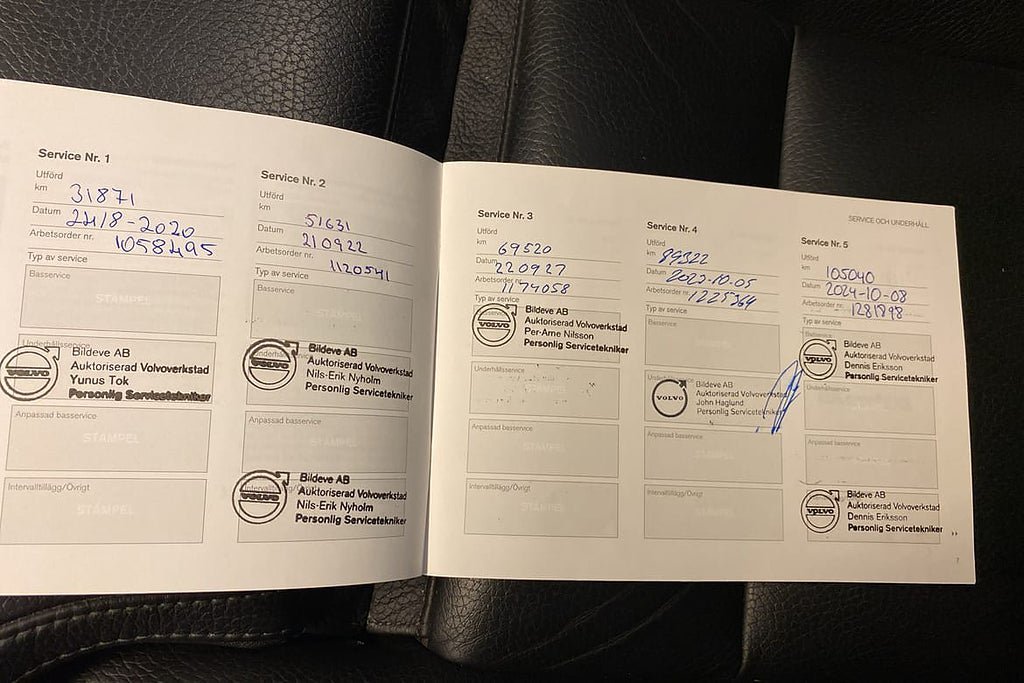 Service Nr. 1
Utförd
km 31871
Datum 24/8-2020
Arbetsorder nr. 1058495
Typ av service
Basservice
STÄMPEL
Underhållsservice
VOLVO
Bildeve AB
Auktoriserad Volvoverkstad
Yunus Tok
Personlig Servicetekniker
Anpassad basservice
STÄMPEL
Intervalltillägg/Övrigt
STÄMPEL
Service Nr. 2
Utförd
km 51631
Datum 210922
Arbetsorder nr. 1120541
Typ av service
Basservice
VOLVO
Bildeve AB
Auktoriserad Volvoverkstad
Nils-Erik Nyholm
Personlig Servicetekniker
Anpassad basservice
VOLVO
Bildeve AB
Auktoriserad Volvoverkstad
Nils-Erik Nyholm
Personlig Servicetekniker
SERVICE OCH UNDERHÅLL
Service Nr. 3
Utförd
km 69520
Datum 220927
Arbetsorder nr. 1174058
Typ av service
VOLVO
Bildeve AB
Auktoriserad Volvoverkstad
Per-Arne Nilsson
Personlig Servicetekniker
Underhållsservice
Anpassad basservice
Intervalltillägg/Övrigt
Service Nr. 4
Utförd
km 89322
Datum 2023-10-05
Arbetsorder nr. 1225364
Typ av service
Basservice
Underhållsservice
VOLVO
Bildeve AB
Auktoriserad Volvoverkstad
John Haglund
Personlig Servicetekniker
Anpassad basservice
Intervalltillägg/Övrigt
Service Nr. 5
Utförd
km 105040
Datum 2024-10-08
Arbetsorder nr. 1281898
Typ av service
VOLVO
Bildeve AB
Auktoriserad Volvoverkstad
Dennis Eriksson
Personlig Servicetekniker
Underhållsservice
Anpassad basservice
VOLVO
Bildeve AB
Auktoriserad Volvoverkstad
Dennis Eriksson
Personlig Servicetekniker
7